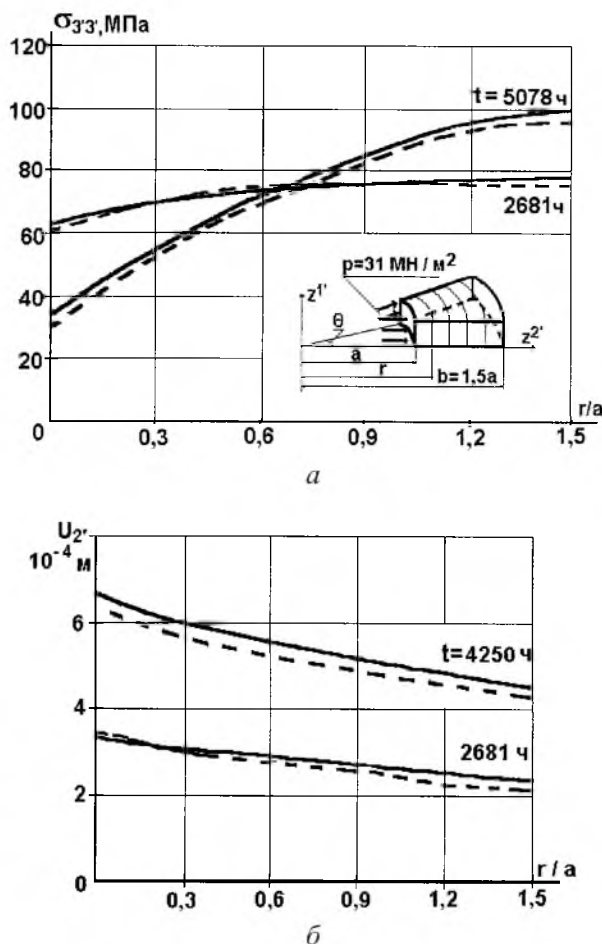 σ3'3', МПа
120
100
80
60
40
20
0
t = 5078 ч
2681 ч
p=31 МН / м²
z1'
θ
a
r
z2'
b=1,5a
r/a
0,3
0,6
0,9
1,2
1,5
а
U2'
10⁻⁴ м
6
4
2
0
t=4250 ч
2681 ч
r / a
0,3
0,6
0,9
1,2
1,5
б